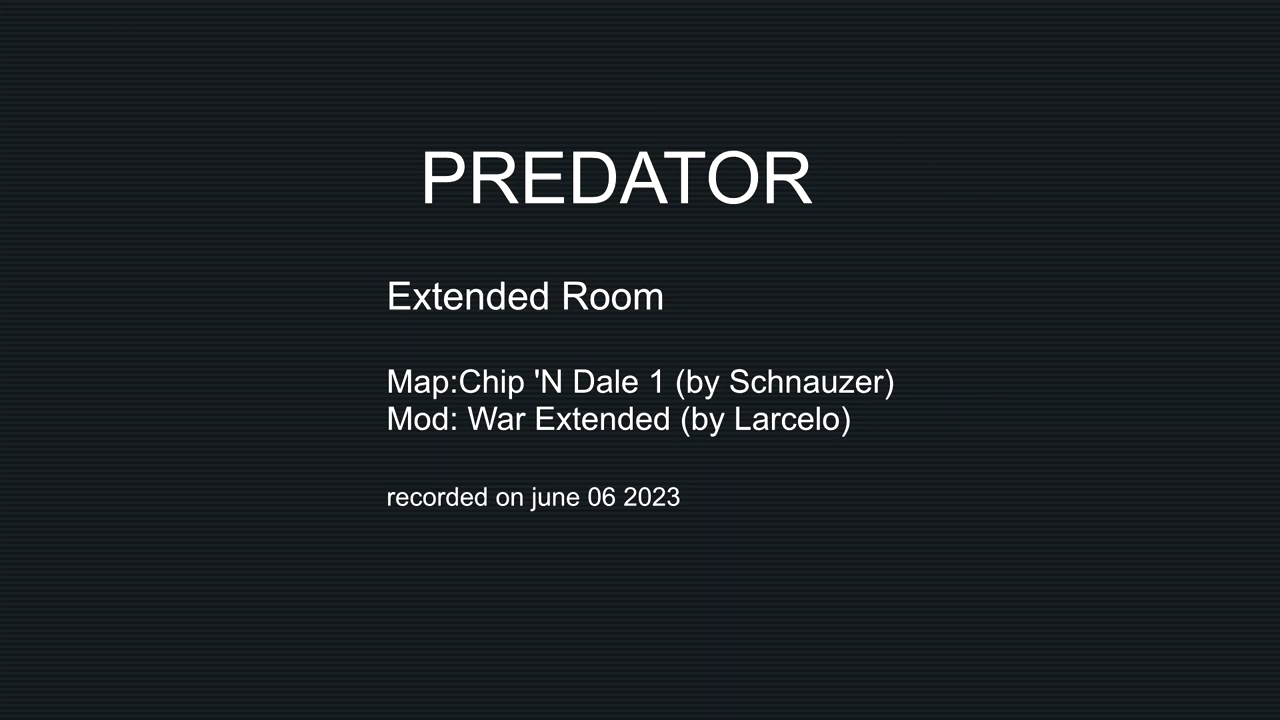 PREDATOR
Extended Room
Map:Chip 'N Dale 1 (by Schnauzer)
Mod: War Extended (by Larcelo)
recorded on june 06 2023